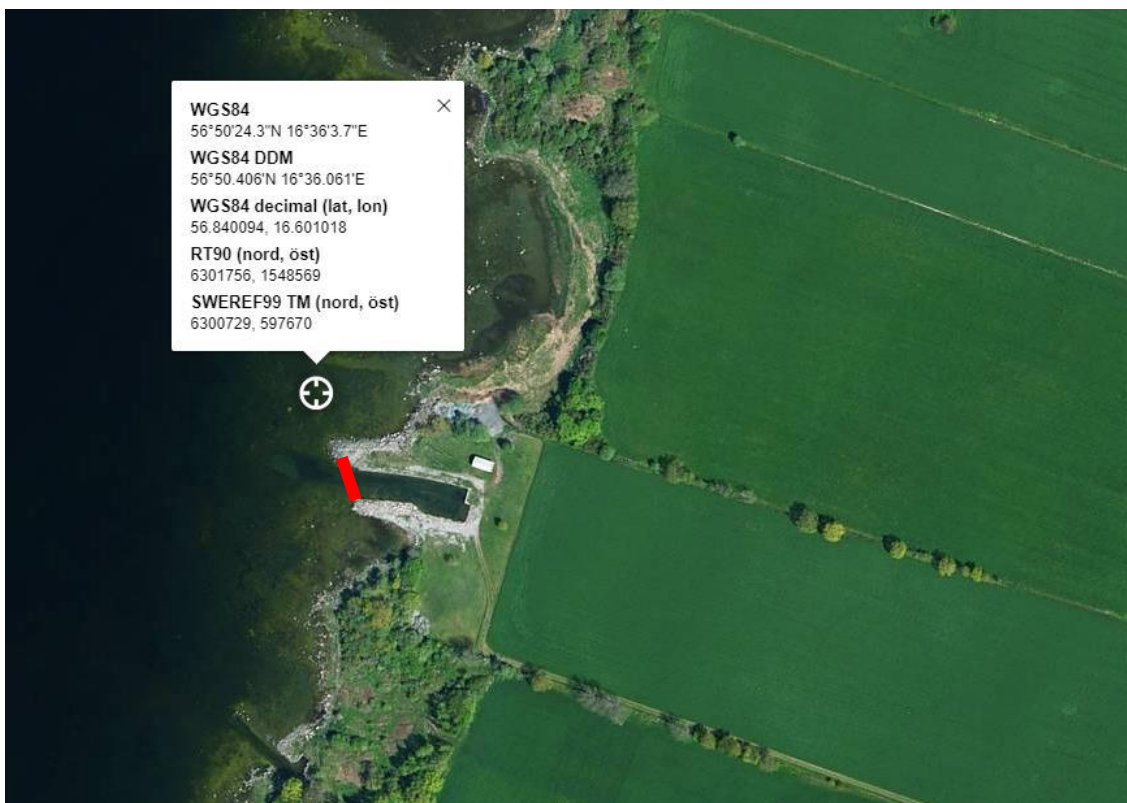 WGS84
56°50'24.3"N 16°36'3.7"E
WGS84 DDM
56°50.406'N 16°36.061'E
WGS84 decimal (lat, lon)
56.840094, 16.601018
RT90 (nord, öst)
6301756, 1548569
SWEREF99 TM (nord, öst)
6300729, 597670